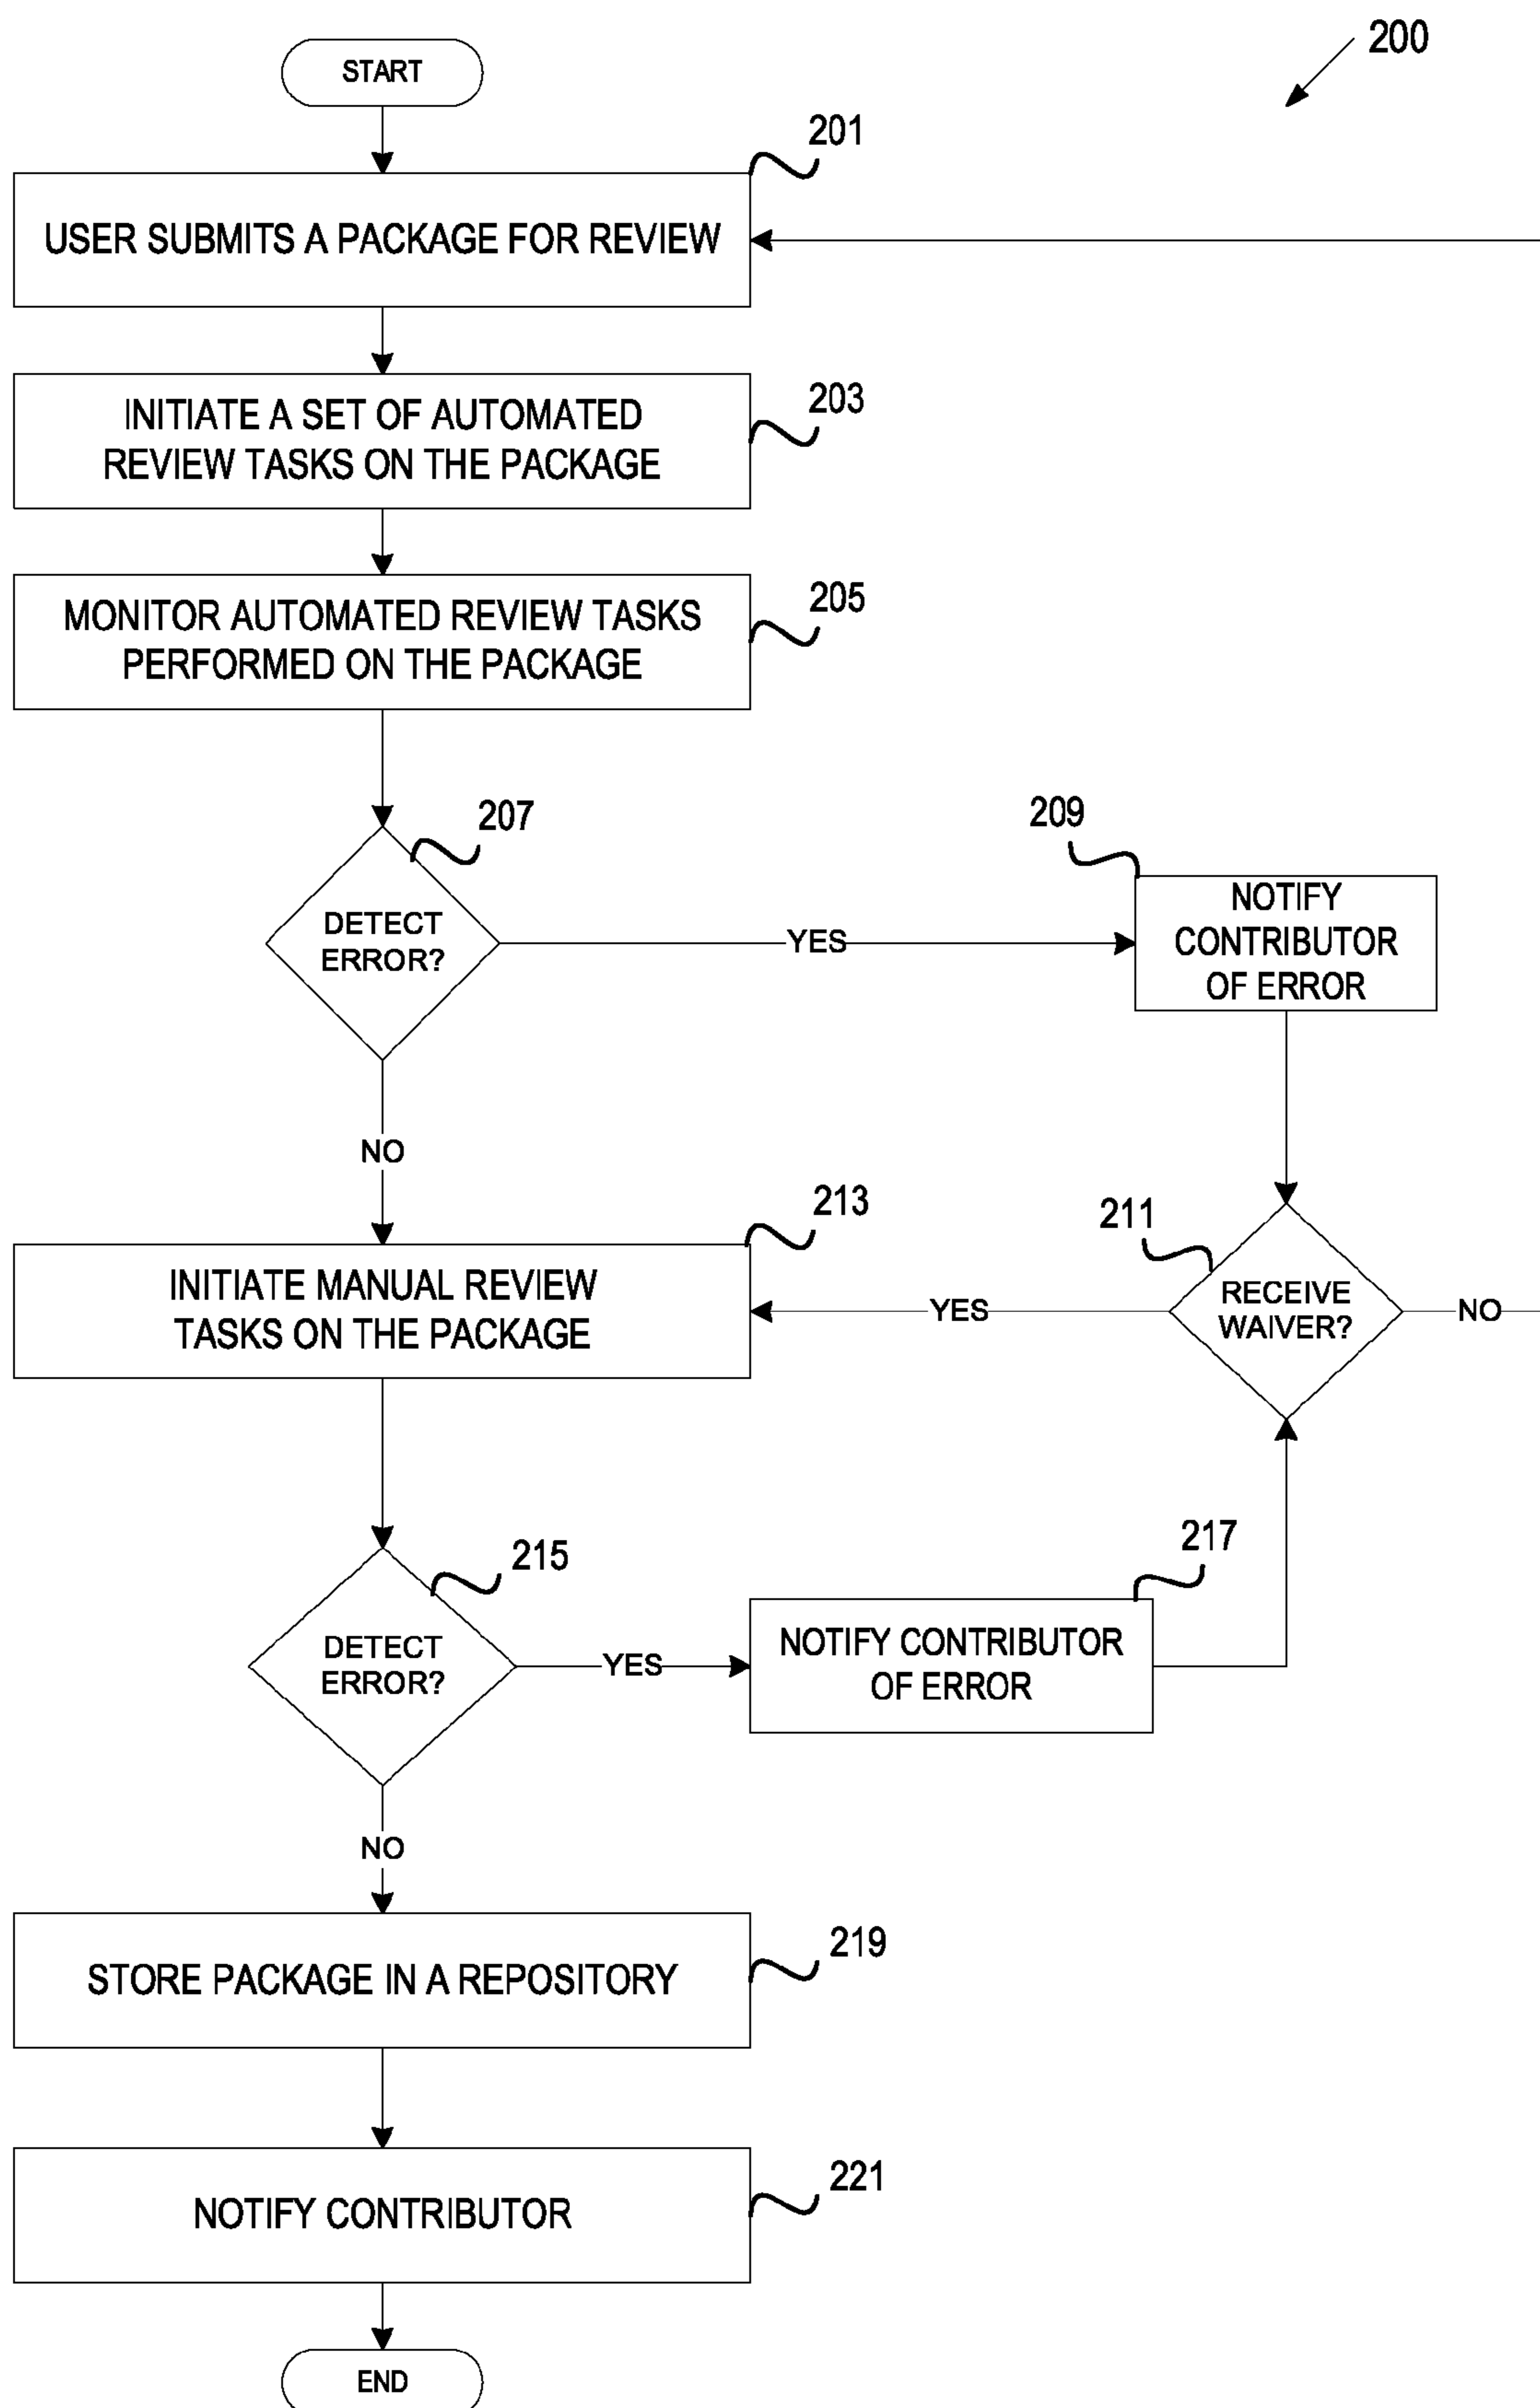 200
START
201
USER SUBMITS A PACKAGE FOR REVIEW
203
INITIATE A SET OF AUTOMATED
REVIEW TASKS ON THE PACKAGE
205
MONITOR AUTOMATED REVIEW TASKS
PERFORMED ON THE PACKAGE
207
DETECT
ERROR?
YES
209
NOTIFY
CONTRIBUTOR
OF ERROR
NO
213
INITIATE MANUAL REVIEW
TASKS ON THE PACKAGE
YES
211
RECEIVE
WAIVER?
NO
215
DETECT
ERROR?
YES
217
NOTIFY CONTRIBUTOR
OF ERROR
NO
219
STORE PACKAGE IN A REPOSITORY
221
NOTIFY CONTRIBUTOR
END